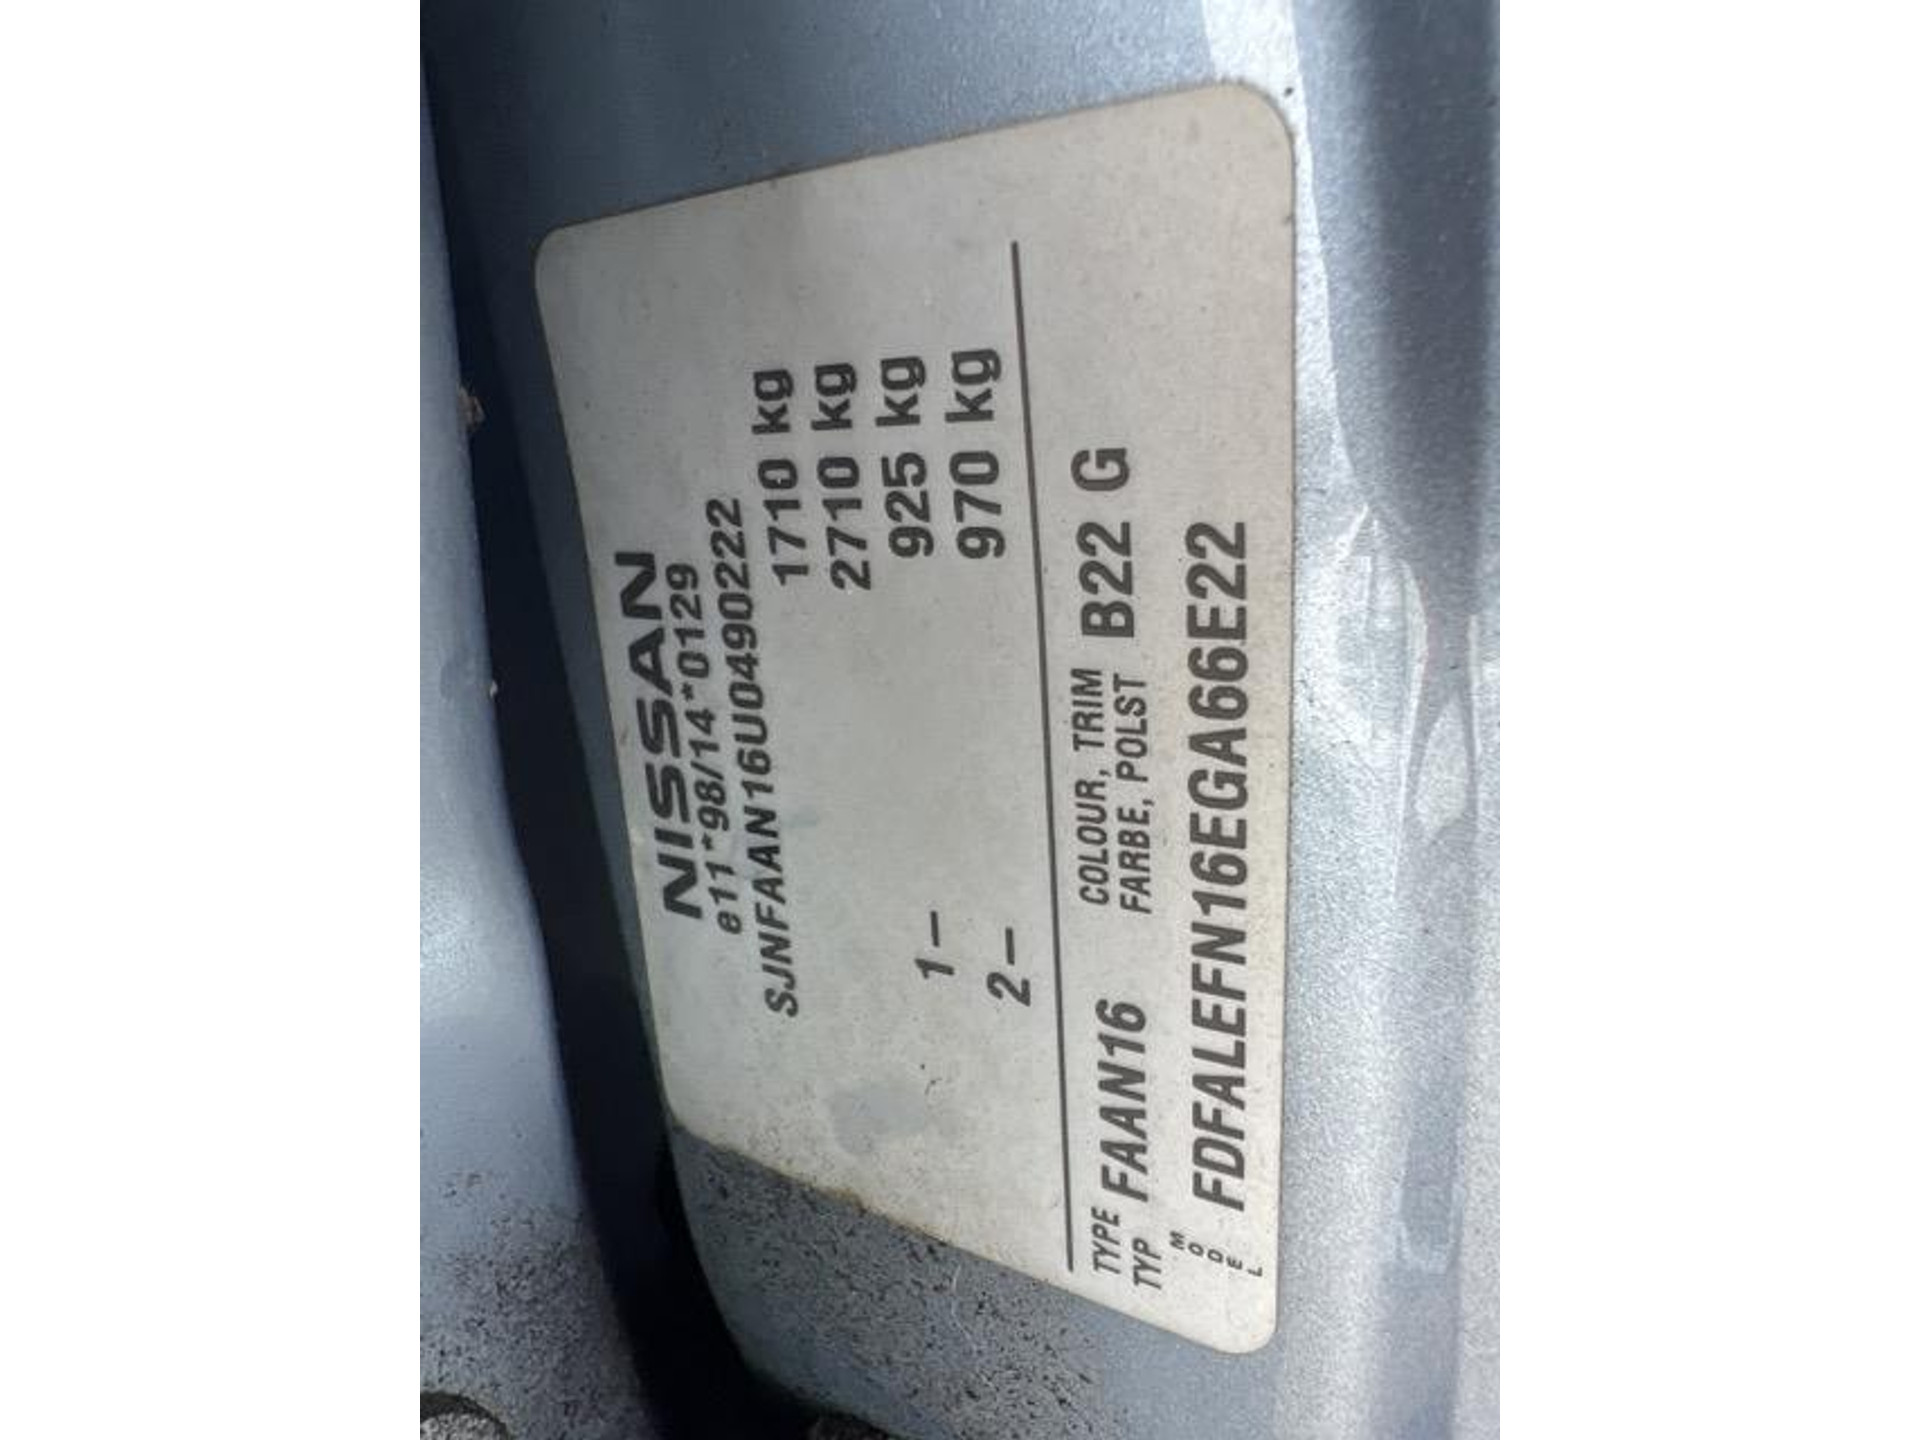 NISSAN
e11*98/14*0129
SJNFAAN16U0490222
1710 kg
2710 kg
1– 925 kg
2– 970 kg
TYPE
TYP
FAAN16
COLOUR, TRIM
FARBE, POLST
B22 G
MODEL
FDFALEFN16EGA66E22